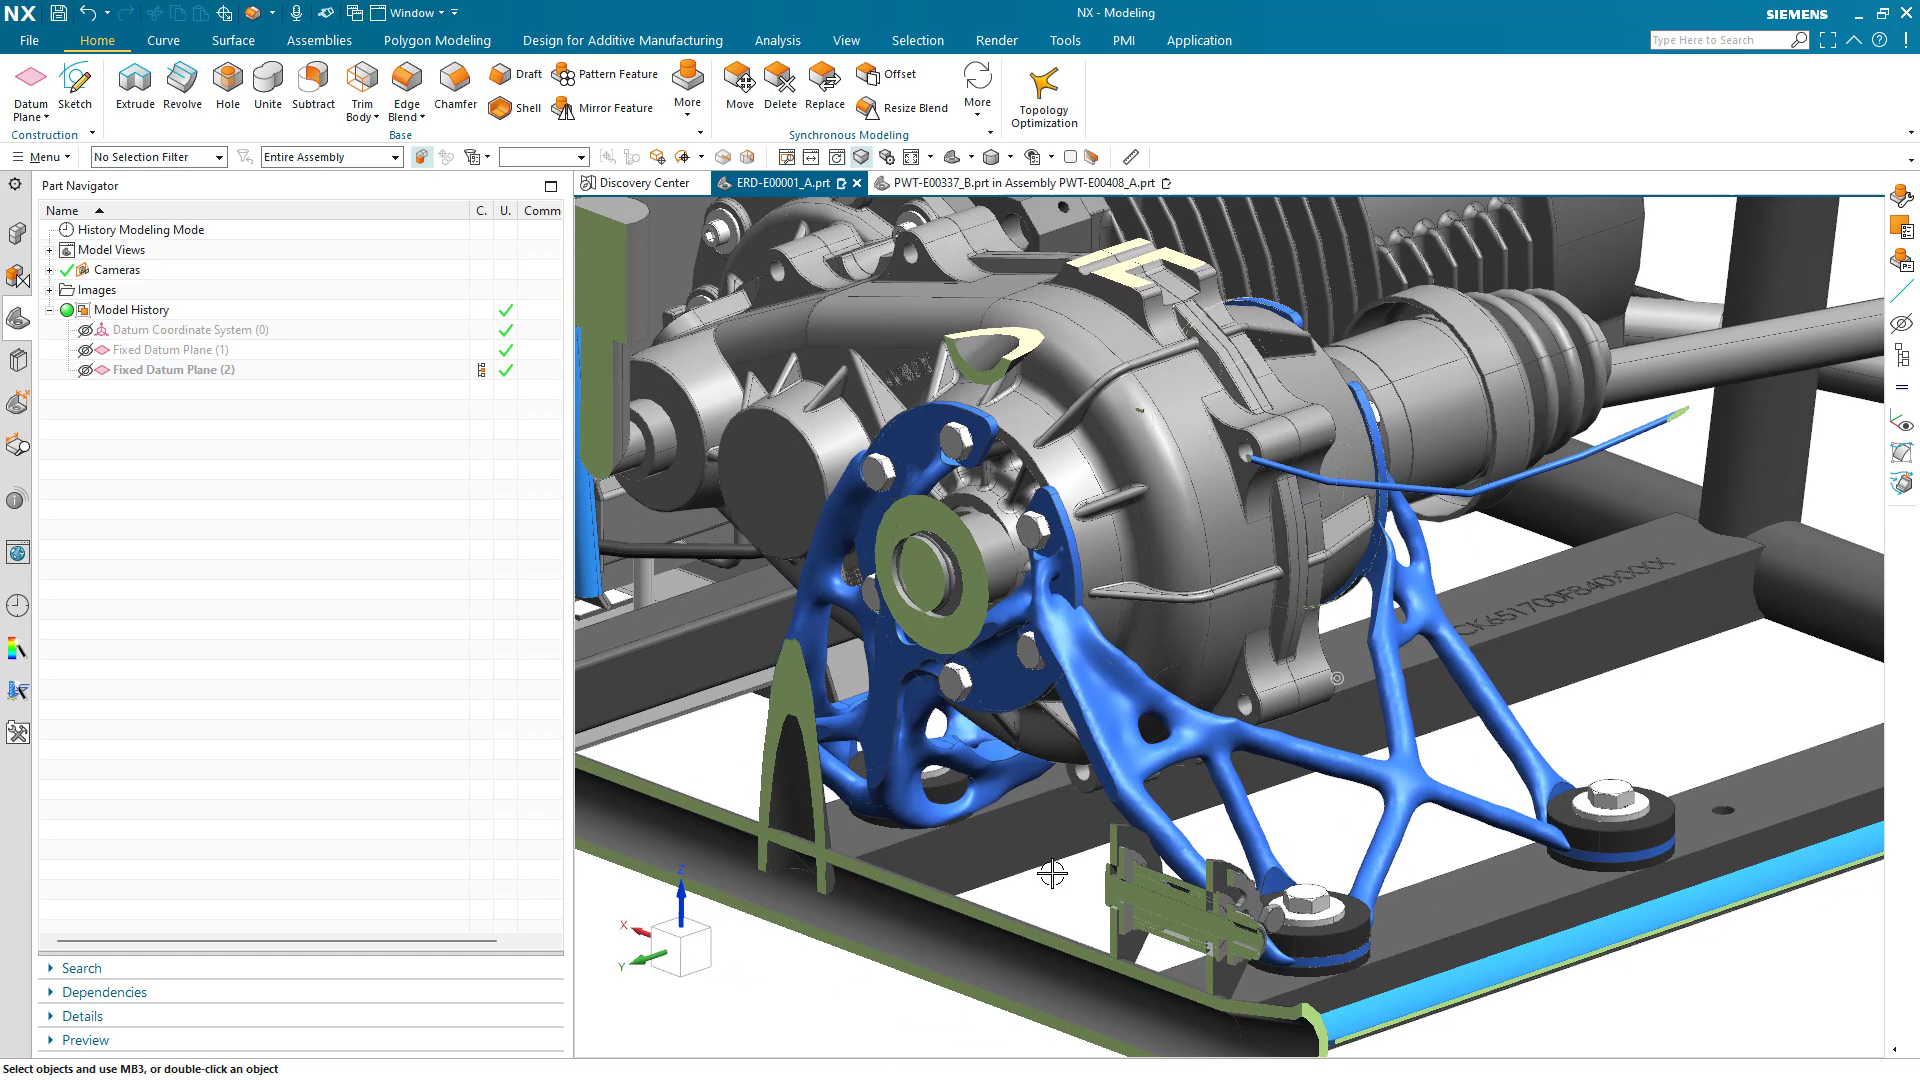 NX
Window
NX - Modeling
SIEMENS
File
Home
Curve
Surface
Assemblies
Polygon Modeling
Design for Additive Manufacturing
Analysis
View
Selection
Render
Tools
PMI
Application
Type Here to Search
Datum Plane
Sketch
Extrude
Revolve
Hole
Unite
Subtract
Trim Body
Edge Blend
Chamfer
Draft
Shell
Pattern Feature
Mirror Feature
More
Move
Delete
Replace
Offset
Resize Blend
More
Topology Optimization
Construction
Base
Synchronous Modeling
Menu
No Selection Filter
Entire Assembly
Part Navigator
Discovery Center
ERD-E00001_A.prt
PWT-E00337_B.prt in Assembly PWT-E00408_A.prt
Name
C.
U.
Comm
History Modeling Mode
Model Views
Cameras
Images
Model History
Datum Coordinate System (0)
Fixed Datum Plane (1)
Fixed Datum Plane (2)
Z
X
Y
Search
Dependencies
Details
Preview
Select objects and use MB3, or double-click an object